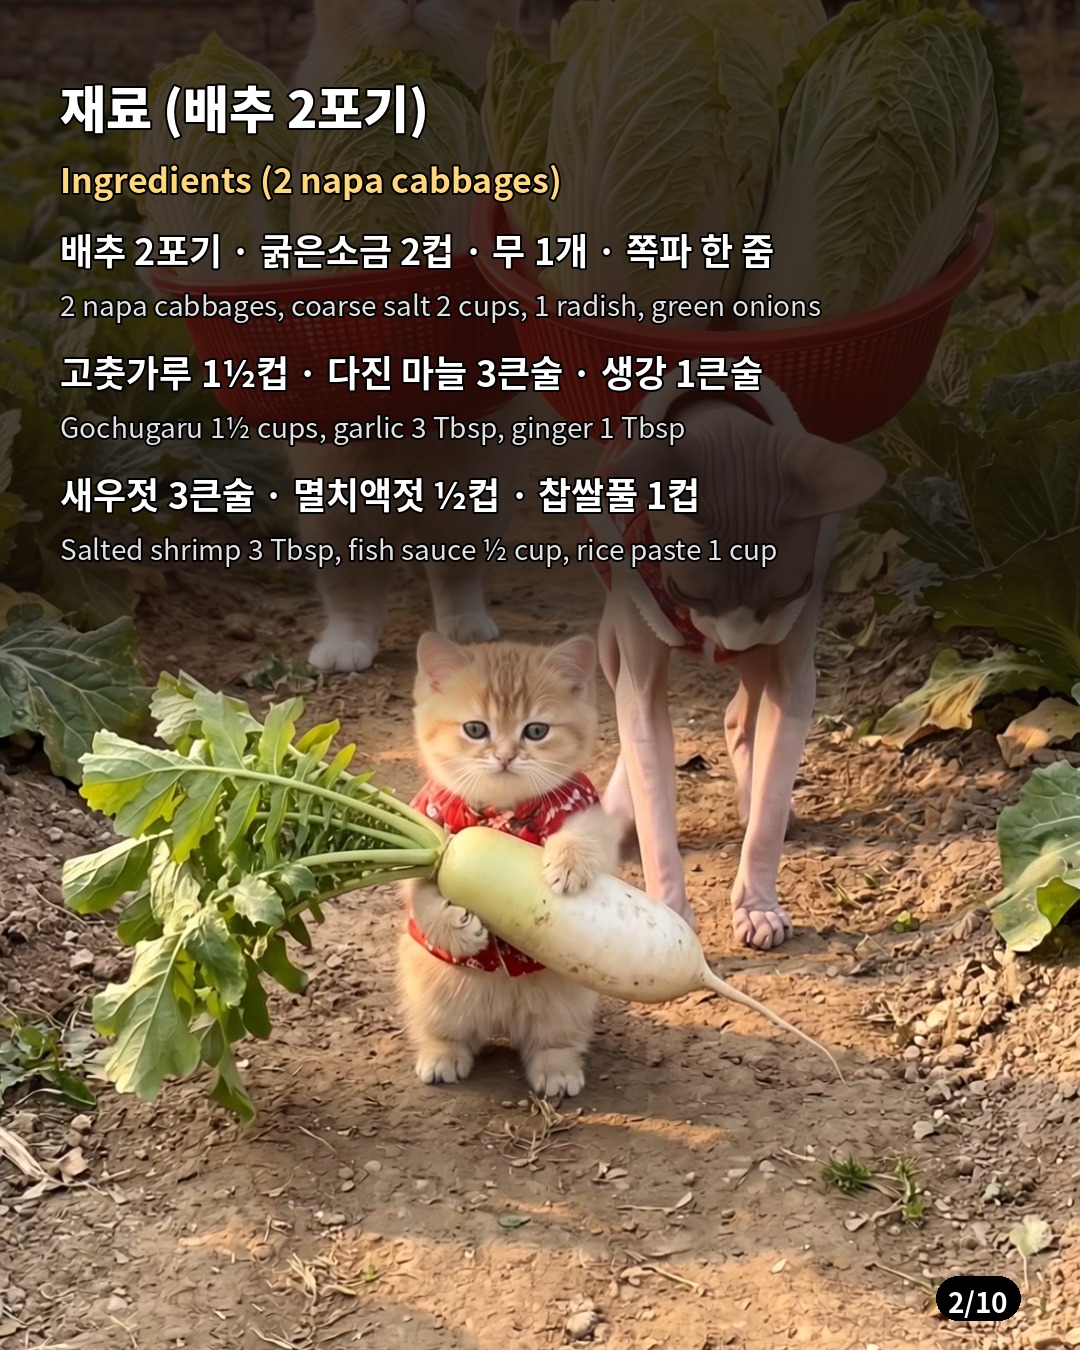 재료 (배추 2포기)
Ingredients (2 napa cabbages)
배추 2포기 · 굵은소금 2컵 · 무 1개 · 쪽파 한 줌
2 napa cabbages, coarse salt 2 cups, 1 radish, green onions
고춧가루 1½컵 · 다진 마늘 3큰술 · 생강 1큰술
Gochugaru 1½ cups, garlic 3 Tbsp, ginger 1 Tbsp
새우젓 3큰술 · 멸치액젓 ½컵 · 찹쌀풀 1컵
Salted shrimp 3 Tbsp, fish sauce ½ cup, rice paste 1 cup
2/10